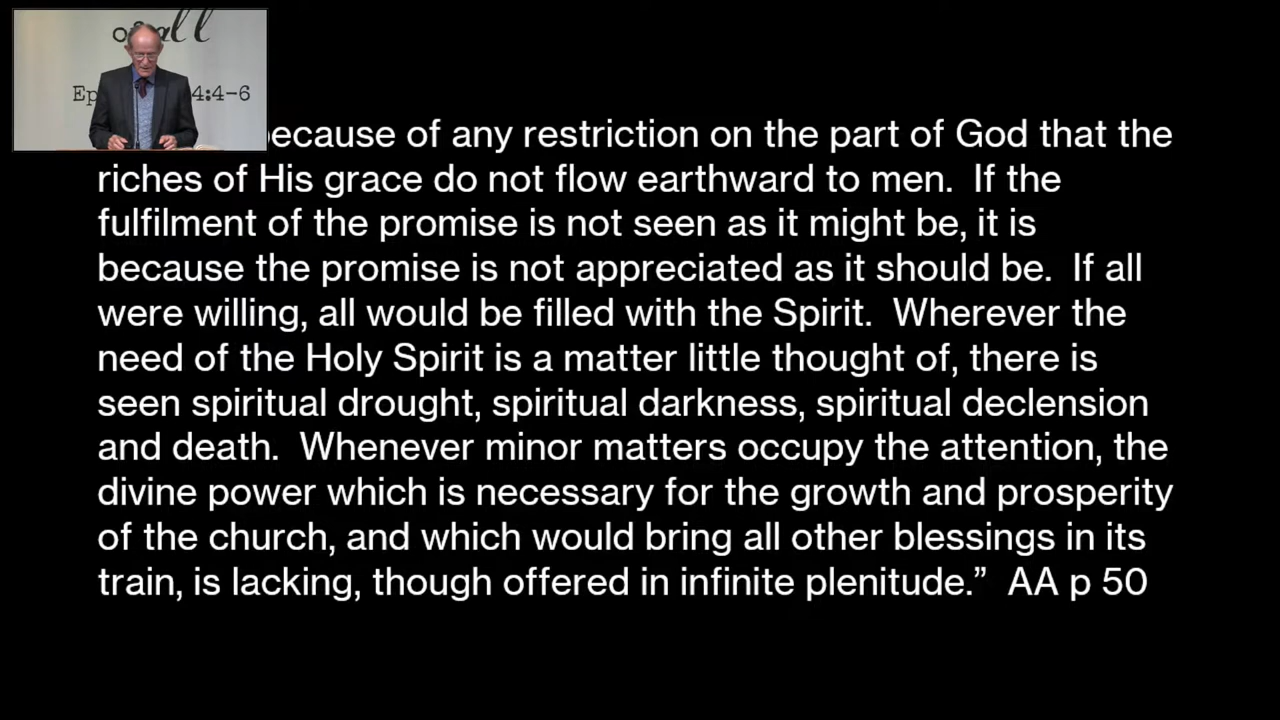 of all
4:4-6
because of any restriction on the part of God that the
riches of His grace do not flow earthward to men. If the
fulfilment of the promise is not seen as it might be, it is
because the promise is not appreciated as it should be. If all
were willing, all would be filled with the Spirit. Wherever the
need of the Holy Spirit is a matter little thought of, there is
seen spiritual drought, spiritual darkness, spiritual declension
and death. Whenever minor matters occupy the attention, the
divine power which is necessary for the growth and prosperity
of the church, and which would bring all other blessings in its
train, is lacking, though offered in infinite plenitude.” AA p 50